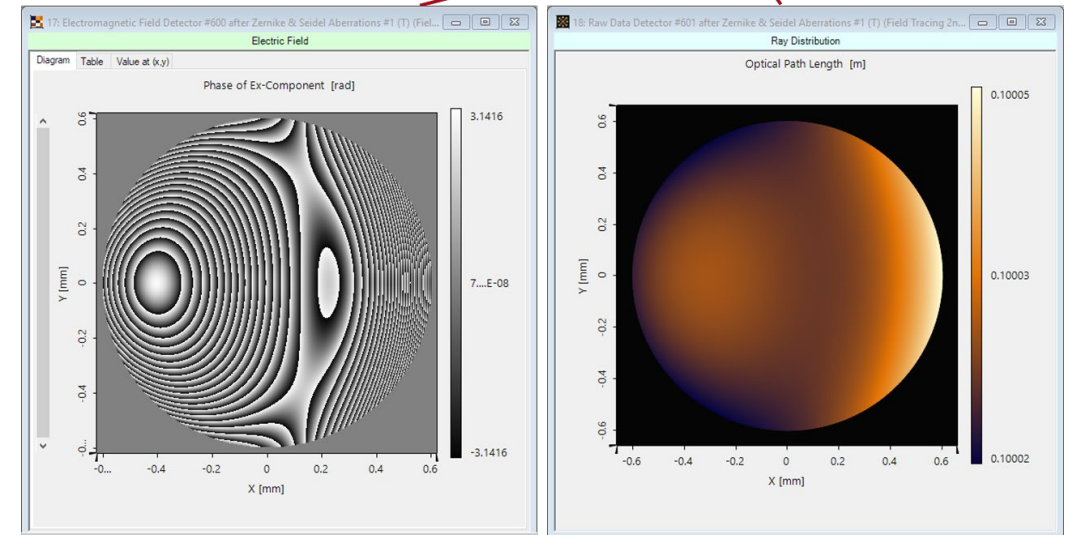 17: Electromagnetic Field Detector #600 after Zernike & Seidel Aberrations #1 (T) (Fiel...
Electric Field
Diagram Table Value at (x,y)
Phase of Ex-Component [rad]
3.1416
7....E-08
-3.1416
0.6
0.4
0.2
0
-0.2
-0.4
-0...
Y [mm]
-0... -0.4 -0.2 0 0.2 0.4 0.6
X [mm]
18: Raw Data Detector #601 after Zernike & Seidel Aberrations #1 (T) (Field Tracing 2n...
Ray Distribution
Optical Path Length [m]
0.10005
0.10003
0.10002
0.6
0.4
0.2
0
-0.2
-0.4
-0.6
Y [mm]
-0.6 -0.4 -0.2 0 0.2 0.4 0.6
X [mm]